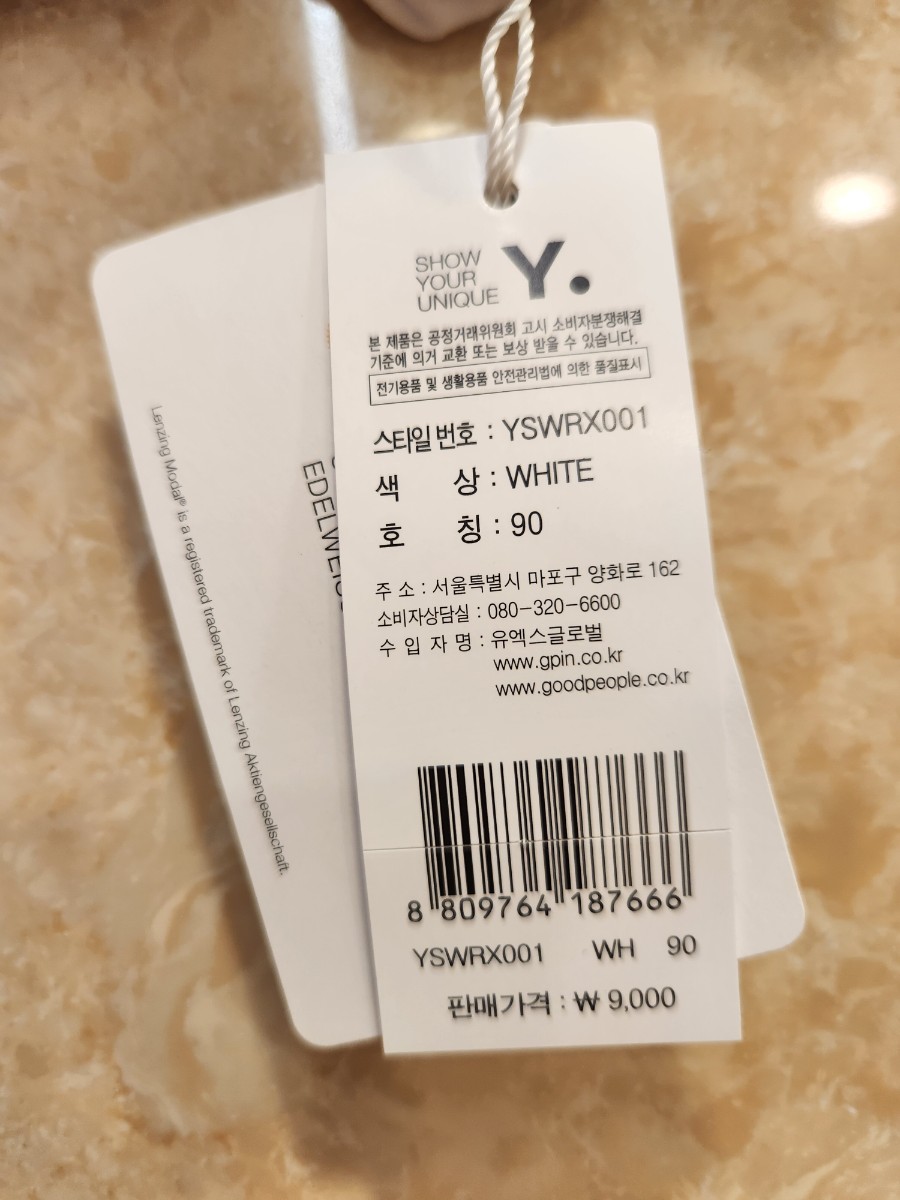 SHOW
YOUR
UNIQUE
Y.
본 제품은 공정거래위원회 고시 소비자분쟁해결
기준에 의거 교환 또는 보상 받을 수 있습니다.
전기용품 및 생활용품 안전관리법에 의한 품질표시
스타일 번호 : YSWRX001
색 상 : WHITE
호 칭 : 90
주 소 : 서울특별시 마포구 양화로 162
소비자상담실 : 080-320-6600
수 입 자 명 : 유엑스글로벌
www.gpin.co.kr
www.goodpeople.co.kr
8 809764 187666
YSWRX001 WH 90
판매가격 : ₩ 9,000
Lenzing Modal® is a registered trademark of Lenzing Aktiengesellschaft.